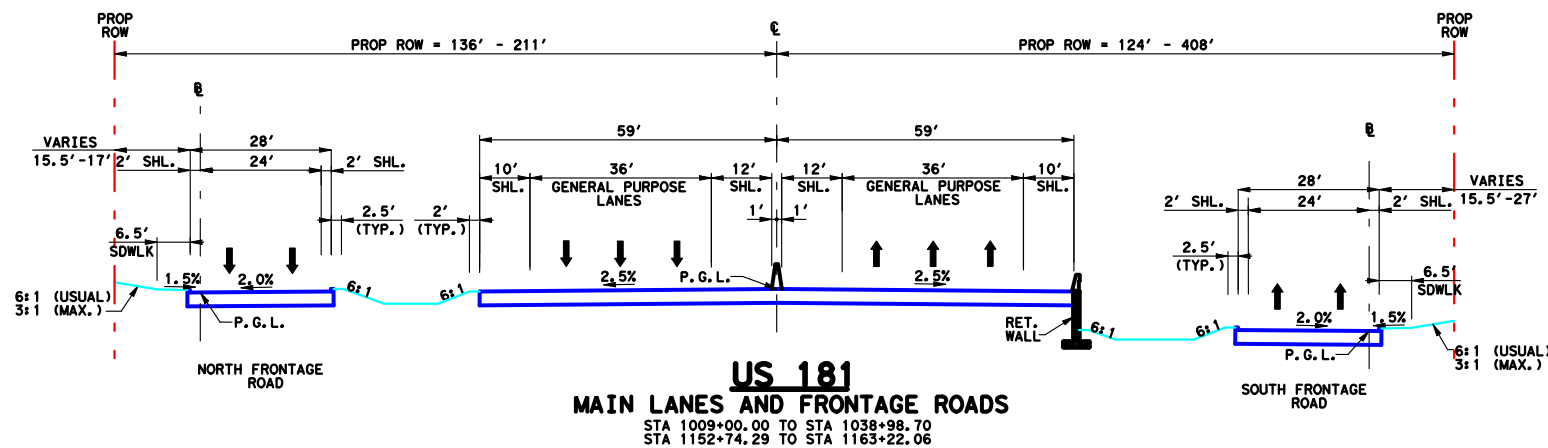 PROP
ROW
℄
PROP
ROW
PROP ROW = 136' - 211'
PROP ROW = 124' - 408'
VARIES
15.5'-17'
28'
2' SHL.
24'
2' SHL.
59'
59'
10'
SHL.
36'
GENERAL PURPOSE
LANES
12'
SHL.
12'
SHL.
36'
GENERAL PURPOSE
LANES
10'
SHL.
1'
1'
28'
2' SHL.
24'
2' SHL.
VARIES
15.5'-27'
6.5'
SDWLK
2.5'
(TYP.)
2'
(TYP.)
2.5'
(TYP.)
6.5'
SDWLK
1.5%
2.0%
6:1
6:1
2.5%
P.G.L.
2.5%
6:1 (USUAL)
3:1 (MAX.)
P.G.L.
RET.
WALL
6:1
6:1
2.0%
1.5%
P.G.L.
6:1 (USUAL)
3:1 (MAX.)
NORTH FRONTAGE
ROAD
SOUTH FRONTAGE
ROAD
US 181
MAIN LANES AND FRONTAGE ROADS
STA 1009+00.00 TO STA 1038+98.70
STA 1152+74.29 TO STA 1163+22.06